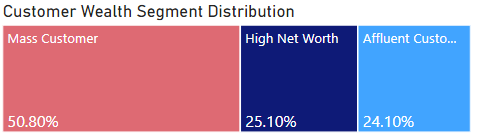 Customer Wealth Segment Distribution
Mass Customer
High Net Worth
Affluent Custo...
50.80%
25.10%
24.10%